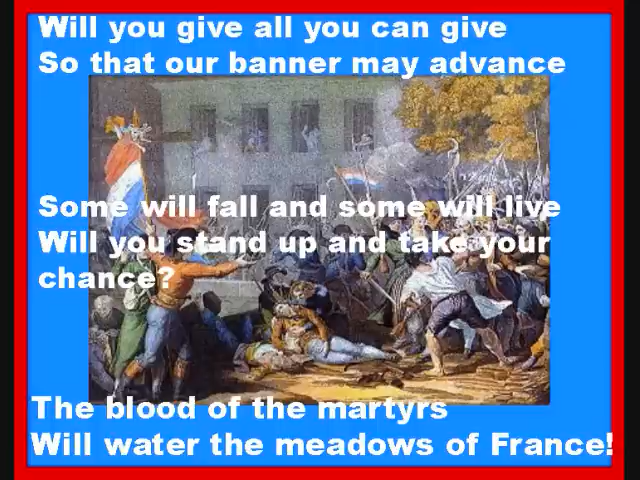 Will you give all you can give
So that our banner may advance
Some will fall and some will live
Will you stand up and take your
chance?
The blood of the martyrs
Will water the meadows of France!